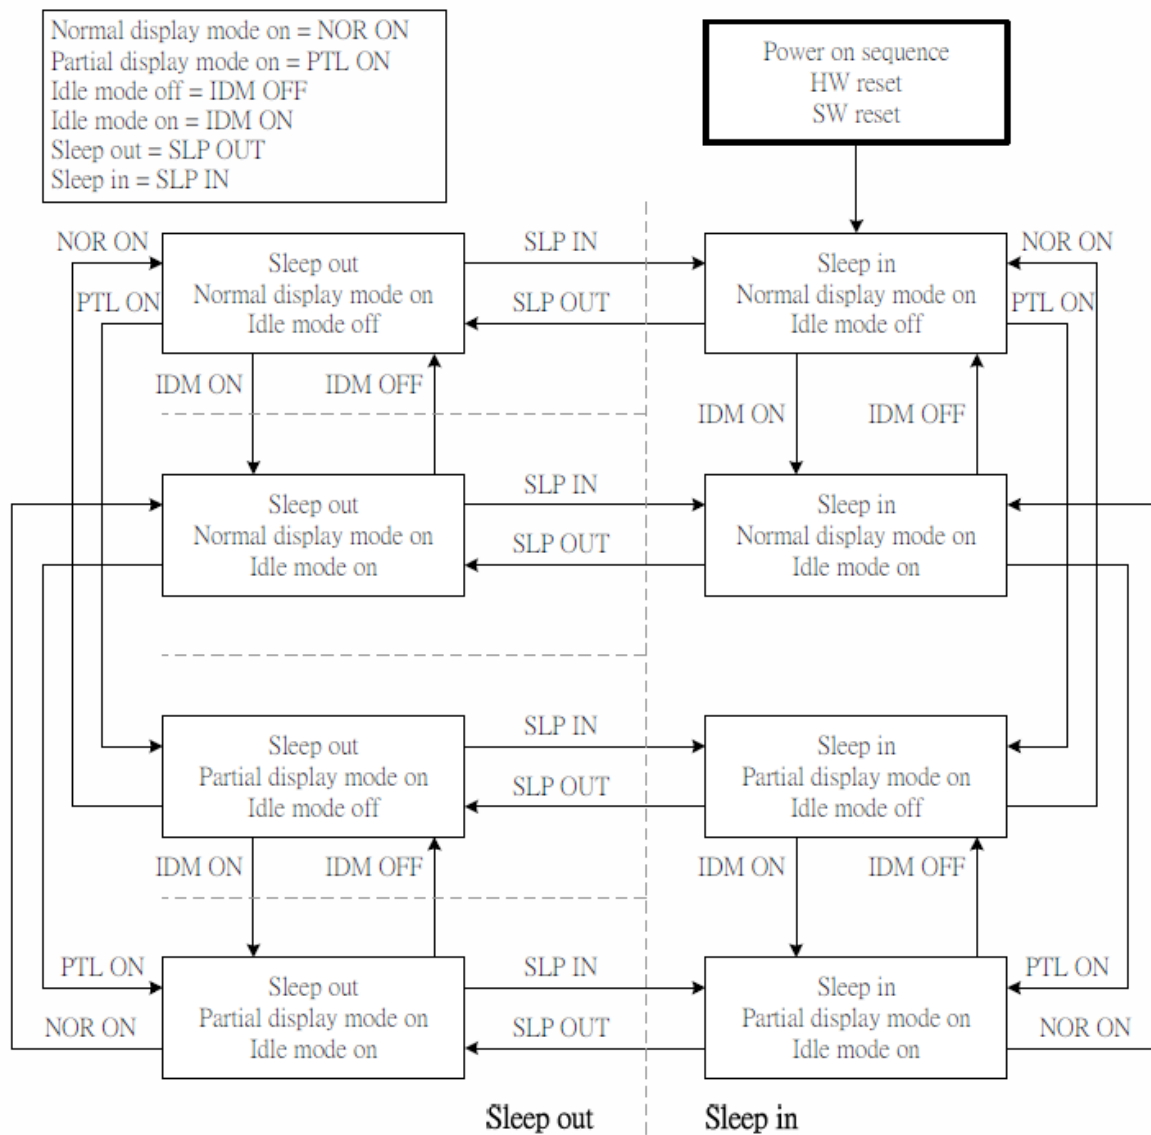 Normal display mode on = NOR ON
Partial display mode on = PTL ON
Idle mode off = IDM OFF
Idle mode on = IDM ON
Sleep out = SLP OUT
Sleep in = SLP IN
Power on sequence
HW reset
SW reset
NOR ON
PTL ON
Sleep out
Normal display mode on
Idle mode off
SLP IN
SLP OUT
Sleep in
Normal display mode on
Idle mode off
NOR ON
PTL ON
IDM ON
IDM OFF
IDM ON
IDM OFF
Sleep out
Normal display mode on
Idle mode on
SLP IN
SLP OUT
Sleep in
Normal display mode on
Idle mode on
Sleep out
Partial display mode on
Idle mode off
SLP IN
SLP OUT
Sleep in
Partial display mode on
Idle mode off
IDM ON
IDM OFF
IDM ON
IDM OFF
PTL ON
NOR ON
Sleep out
Partial display mode on
Idle mode on
SLP IN
SLP OUT
Sleep in
Partial display mode on
Idle mode on
PTL ON
NOR ON
Sleep out
Sleep in